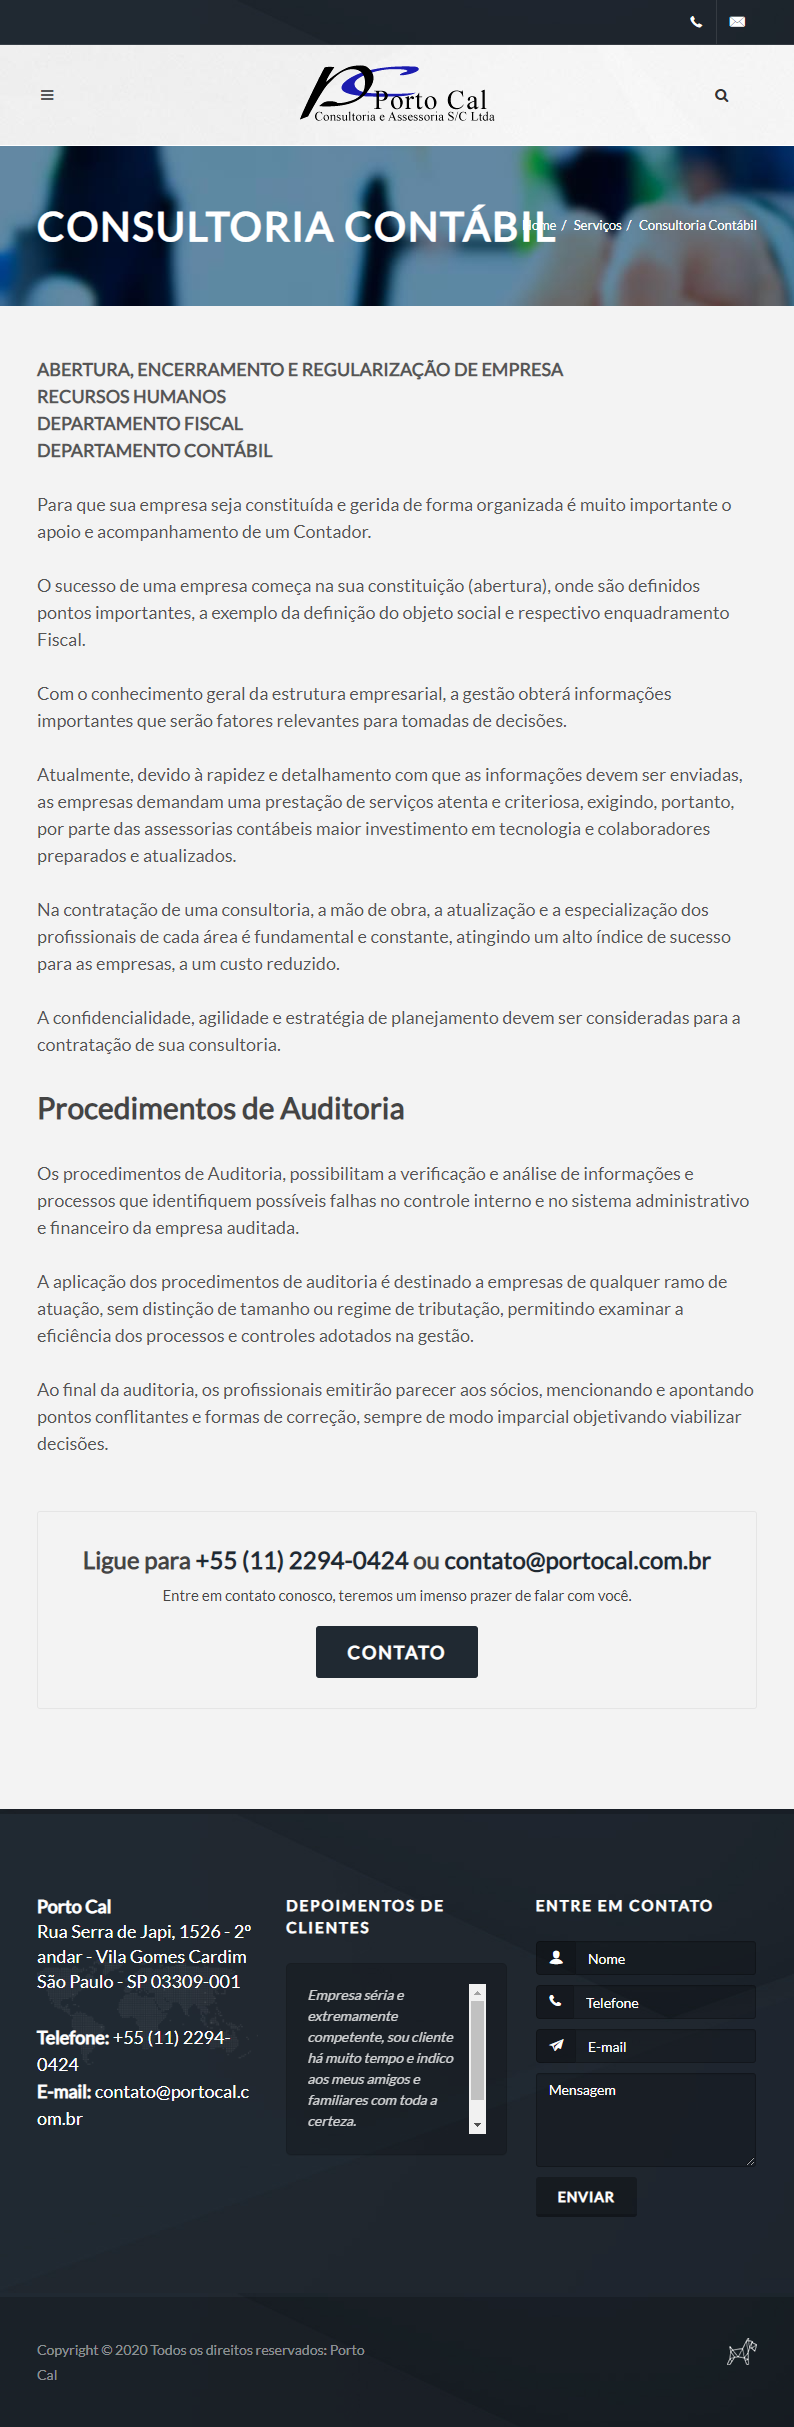 Porto Cal
Consultoria e Assessoria S/C Ltda
CONSULTORIA CONTÁBIL
Home / Serviços / Consultoria Contábil
ABERTURA, ENCERRAMENTO E REGULARIZAÇÃO DE EMPRESA
RECURSOS HUMANOS
DEPARTAMENTO FISCAL
DEPARTAMENTO CONTÁBIL
Para que sua empresa seja constituída e gerida de forma organizada é muito importante o
apoio e acompanhamento de um Contador.
O sucesso de uma empresa começa na sua constituição (abertura), onde são definidos
pontos importantes, a exemplo da definição do objeto social e respectivo enquadramento
Fiscal.
Com o conhecimento geral da estrutura empresarial, a gestão obterá informações
importantes que serão fatores relevantes para tomadas de decisões.
Atualmente, devido à rapidez e detalhamento com que as informações devem ser enviadas,
as empresas demandam uma prestação de serviços atenta e criteriosa, exigindo, portanto,
por parte das assessorias contábeis maior investimento em tecnologia e colaboradores
preparados e atualizados.
Na contratação de uma consultoria, a mão de obra, a atualização e a especialização dos
profissionais de cada área é fundamental e constante, atingindo um alto índice de sucesso
para as empresas, a um custo reduzido.
A confidencialidade, agilidade e estratégia de planejamento devem ser consideradas para a
contratação de sua consultoria.
Procedimentos de Auditoria
Os procedimentos de Auditoria, possibilitam a verificação e análise de informações e
processos que identifiquem possíveis falhas no controle interno e no sistema administrativo
e financeiro da empresa auditada.
A aplicação dos procedimentos de auditoria é destinado a empresas de qualquer ramo de
atuação, sem distinção de tamanho ou regime de tributação, permitindo examinar a
eficiência dos processos e controles adotados na gestão.
Ao final da auditoria, os profissionais emitirão parecer aos sócios, mencionando e apontando
pontos conflitantes e formas de correção, sempre de modo imparcial objetivando viabilizar
decisões.
Ligue para +55 (11) 2294-0424 ou contato@portocal.com.br
Entre em contato conosco, teremos um imenso prazer de falar com você.
CONTATO
Porto Cal
Rua Serra de Japi, 1526 - 2º
andar - Vila Gomes Cardim
São Paulo - SP 03309-001
Telefone: +55 (11) 2294-
0424
E-mail: contato@portocal.c
om.br
DEPOIMENTOS DE
CLIENTES
Empresa séria e
extremamente
competente, sou cliente
há muito tempo e indico
aos meus amigos e
familiares com toda a
certeza.
ENTRE EM CONTATO
Nome
Telefone
E-mail
Mensagem
ENVIAR
Copyright © 2020 Todos os direitos reservados: Porto
Cal